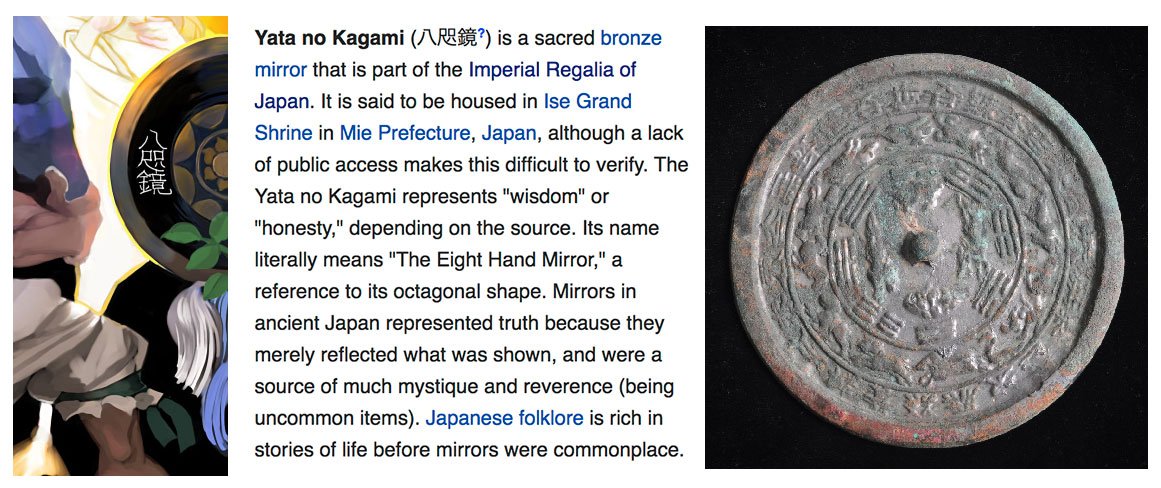 八咫鏡
Yata no Kagami (八咫鏡?) is a sacred bronze
mirror that is part of the Imperial Regalia of
Japan. It is said to be housed in Ise Grand
Shrine in Mie Prefecture, Japan, although a lack
of public access makes this difficult to verify. The
Yata no Kagami represents "wisdom" or
"honesty," depending on the source. Its name
literally means "The Eight Hand Mirror," a
reference to its octagonal shape. Mirrors in
ancient Japan represented truth because they
merely reflected what was shown, and were a
source of much mystique and reverence (being
uncommon items). Japanese folklore is rich in
stories of life before mirrors were commonplace.